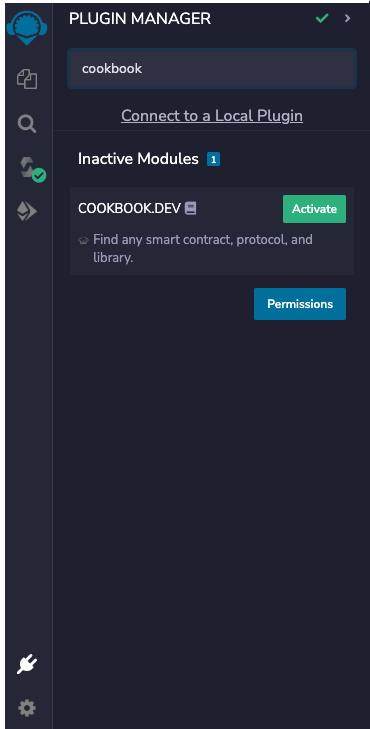 PLUGIN MANAGER
cookbook
Connect to a Local Plugin
Inactive Modules 1
COOKBOOK.DEV
Activate
Find any smart contract, protocol, and
library.
Permissions